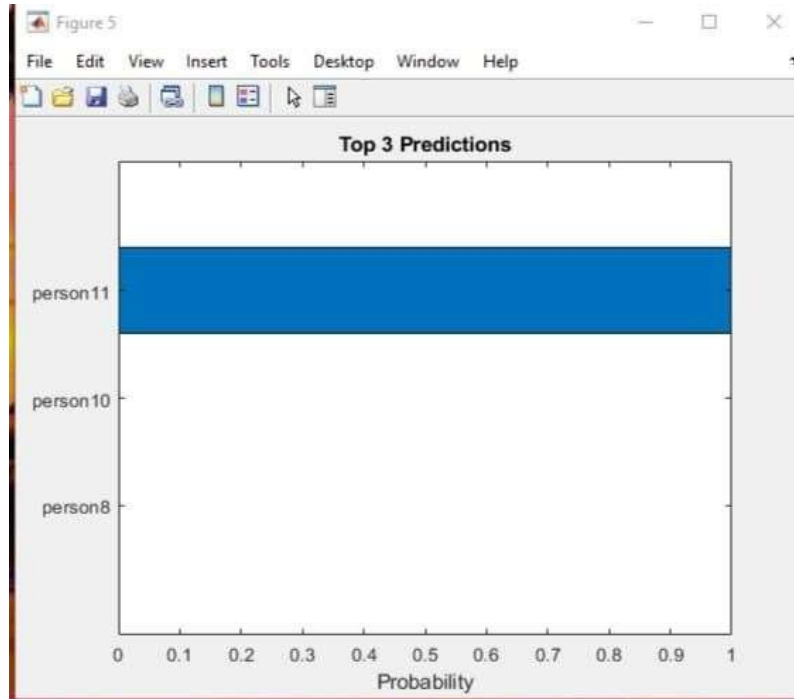 Figure 5
File Edit View Insert Tools Desktop Window Help
Top 3 Predictions
person11
person10
person8
0 0.1 0.2 0.3 0.4 0.5 0.6 0.7 0.8 0.9 1
Probability